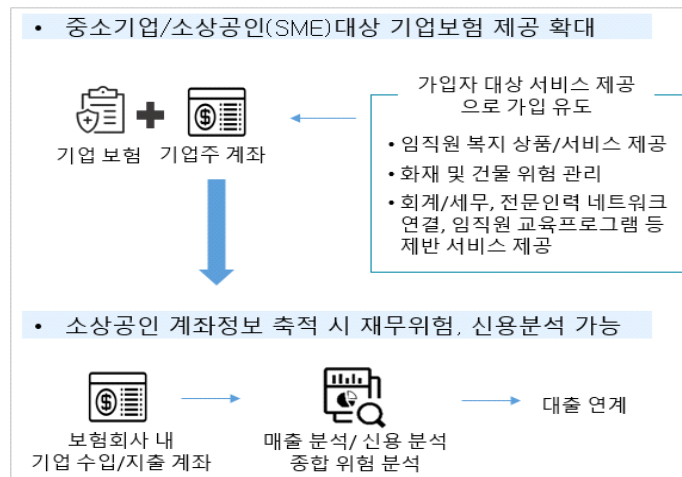 • 중소기업/소상공인(SME)대상 기업보험 제공 확대
가입자 대상 서비스 제공
으로 가입 유도
기업 보험
기업주 계좌
• 임직원 복지 상품/서비스 제공
• 화재 및 건물 위험 관리
• 회계/세무, 전문인력 네트워크
연결, 임직원 교육프로그램 등
제반 서비스 제공
• 소상공인 계좌정보 축적 시 재무위험, 신용분석 가능
보험회사 내
기업 수입/지출 계좌
매출 분석/ 신용 분석
종합 위험 분석
대출 연계